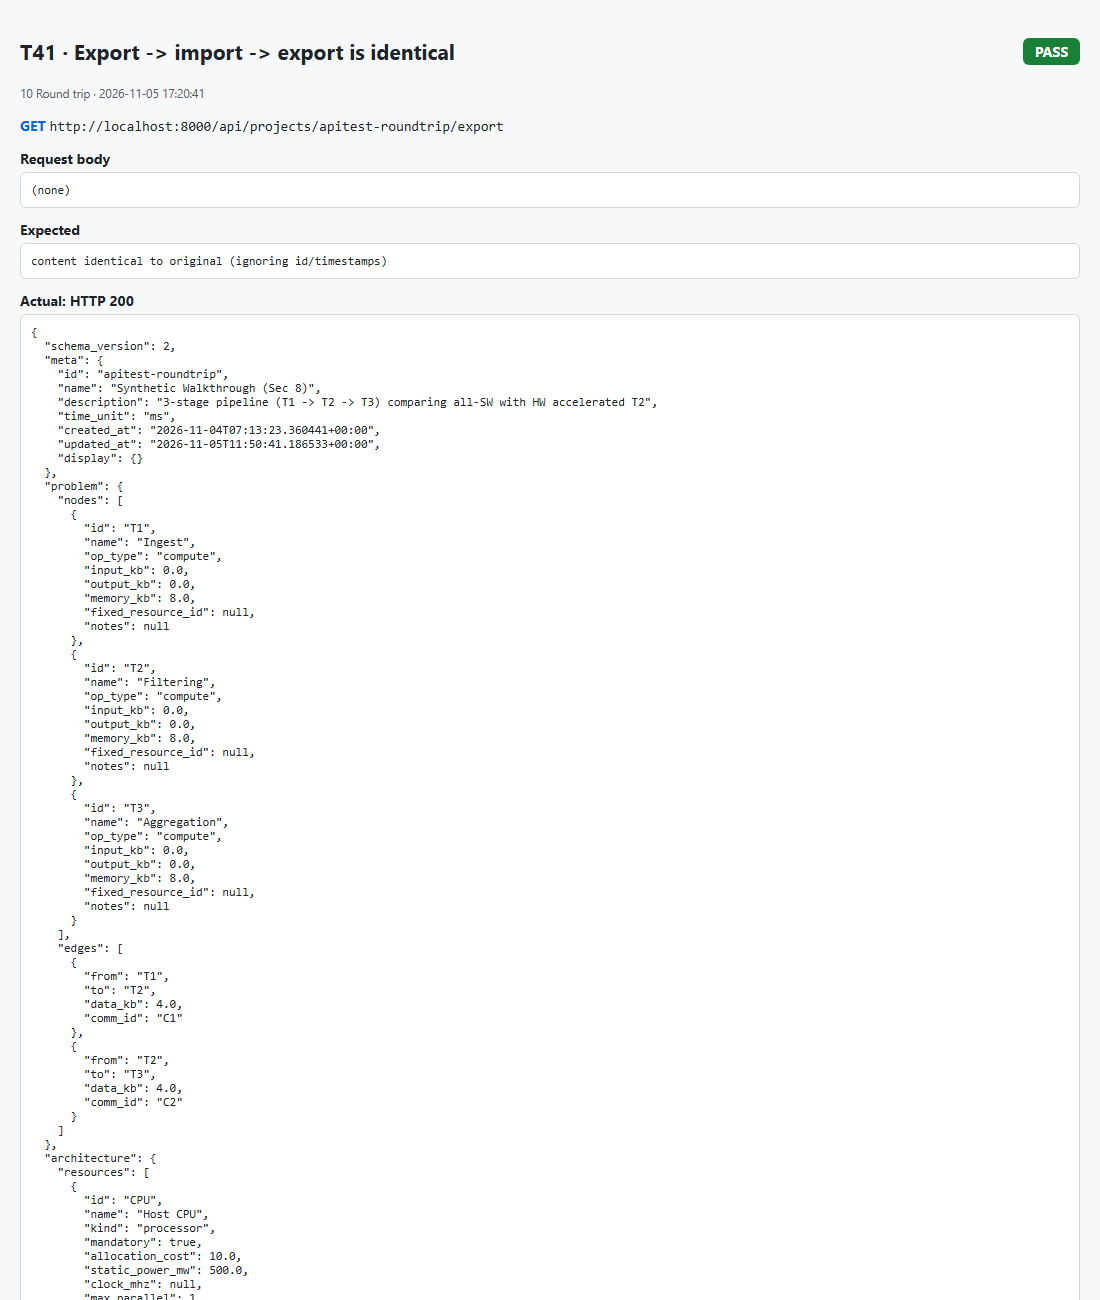 T41 · Export -> import -> export is identical
PASS
10 Round trip · 2026-11-05 17:20:41
GET http://localhost:8000/api/projects/apitest-roundtrip/export
Request body
(none)
Expected
content identical to original (ignoring id/timestamps)
Actual: HTTP 200
{
  "schema_version": 2,
  "meta": {
    "id": "apitest-roundtrip",
    "name": "Synthetic Walkthrough (Sec 8)",
    "description": "3-stage pipeline (T1 -> T2 -> T3) comparing all-SW with HW accelerated T2",
    "time_unit": "ms",
    "created_at": "2026-11-04T07:13:23.360441+00:00",
    "updated_at": "2026-11-05T11:50:41.186533+00:00",
    "display": {}
  },
  "problem": {
    "nodes": [
      {
        "id": "T1",
        "name": "Ingest",
        "op_type": "compute",
        "input_kb": 0.0,
        "output_kb": 0.0,
        "memory_kb": 8.0,
        "fixed_resource_id": null,
        "notes": null
      },
      {
        "id": "T2",
        "name": "Filtering",
        "op_type": "compute",
        "input_kb": 0.0,
        "output_kb": 0.0,
        "memory_kb": 8.0,
        "fixed_resource_id": null,
        "notes": null
      },
      {
        "id": "T3",
        "name": "Aggregation",
        "op_type": "compute",
        "input_kb": 0.0,
        "output_kb": 0.0,
        "memory_kb": 8.0,
        "fixed_resource_id": null,
        "notes": null
      }
    ],
    "edges": [
      {
        "from": "T1",
        "to": "T2",
        "data_kb": 4.0,
        "comm_id": "C1"
      },
      {
        "from": "T2",
        "to": "T3",
        "data_kb": 4.0,
        "comm_id": "C2"
      }
    ]
  },
  "architecture": {
    "resources": [
      {
        "id": "CPU",
        "name": "Host CPU",
        "kind": "processor",
        "mandatory": true,
        "allocation_cost": 10.0,
        "static_power_mw": 500.0,
        "clock_mhz": null,
        "max_parallel": 1